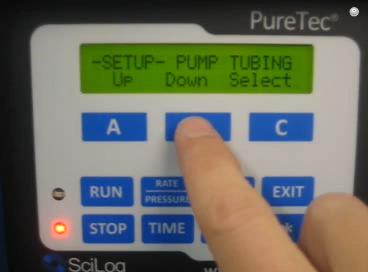 PureTec®
-SETUP- PUMP TUBING
Up Down Select
A C
RUN RATE EXIT
PRESSURE
STOP TIME
SciLog